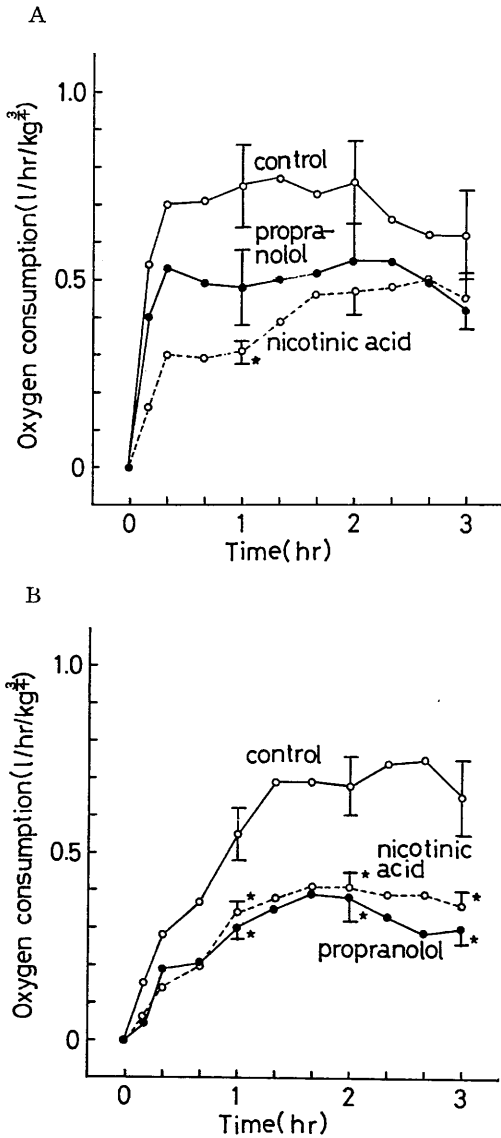 A
Oxygen consumption(l/hr/kg¾)
1.0
0.5
0
control
propra-
nolol
nicotinic acid
*
0 1 2 3
Time(hr)
B
Oxygen consumption(l/hr/kg¾)
1.0
0.5
0
control
nicotinic
acid
* * *
* * *
propranolol
0 1 2 3
Time(hr)